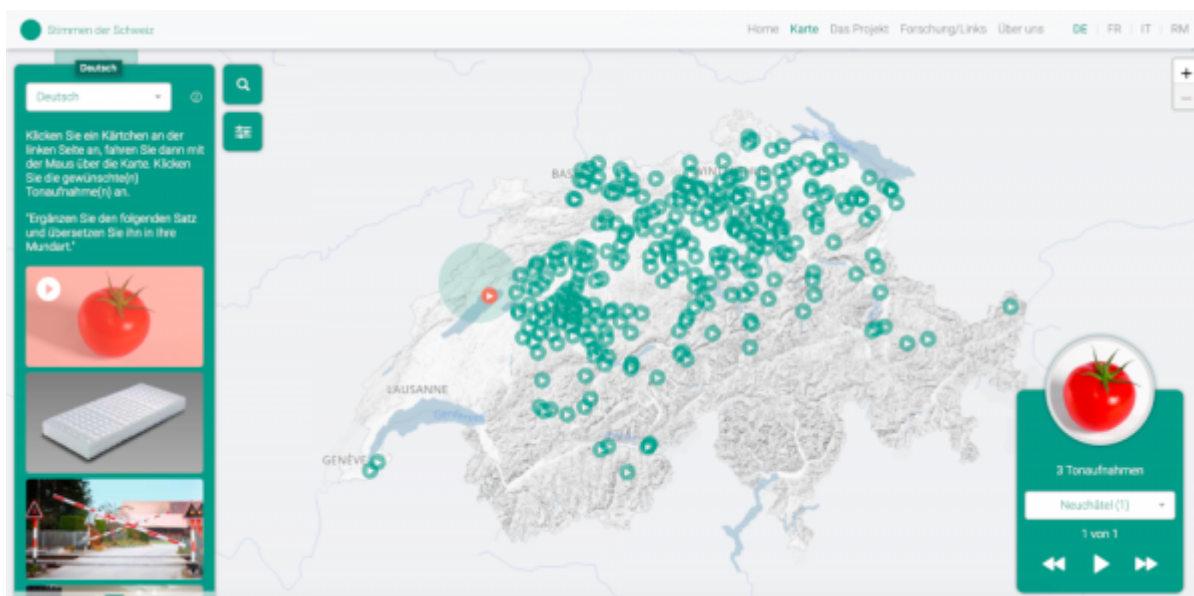 Stimmen der Schweiz
Home Karte Das Projekt Forschung/Links Über uns DE | FR | IT | RM
Deutsch
Deutsch
Klicken Sie ein Kärtchen an der
linken Seite an, fahren Sie dann mit
der Maus über die Karte. Klicken
Sie die gewünschte(n)
Tonaufnahme(n) an.
"Ergänzen Sie den folgenden Satz
und übersetzen Sie ihn in Ihre
Mundart."
+
−
LAUSANNE
GENÈVE
3 Tonaufnahmen
Neuchâtel (1)
1 von 1